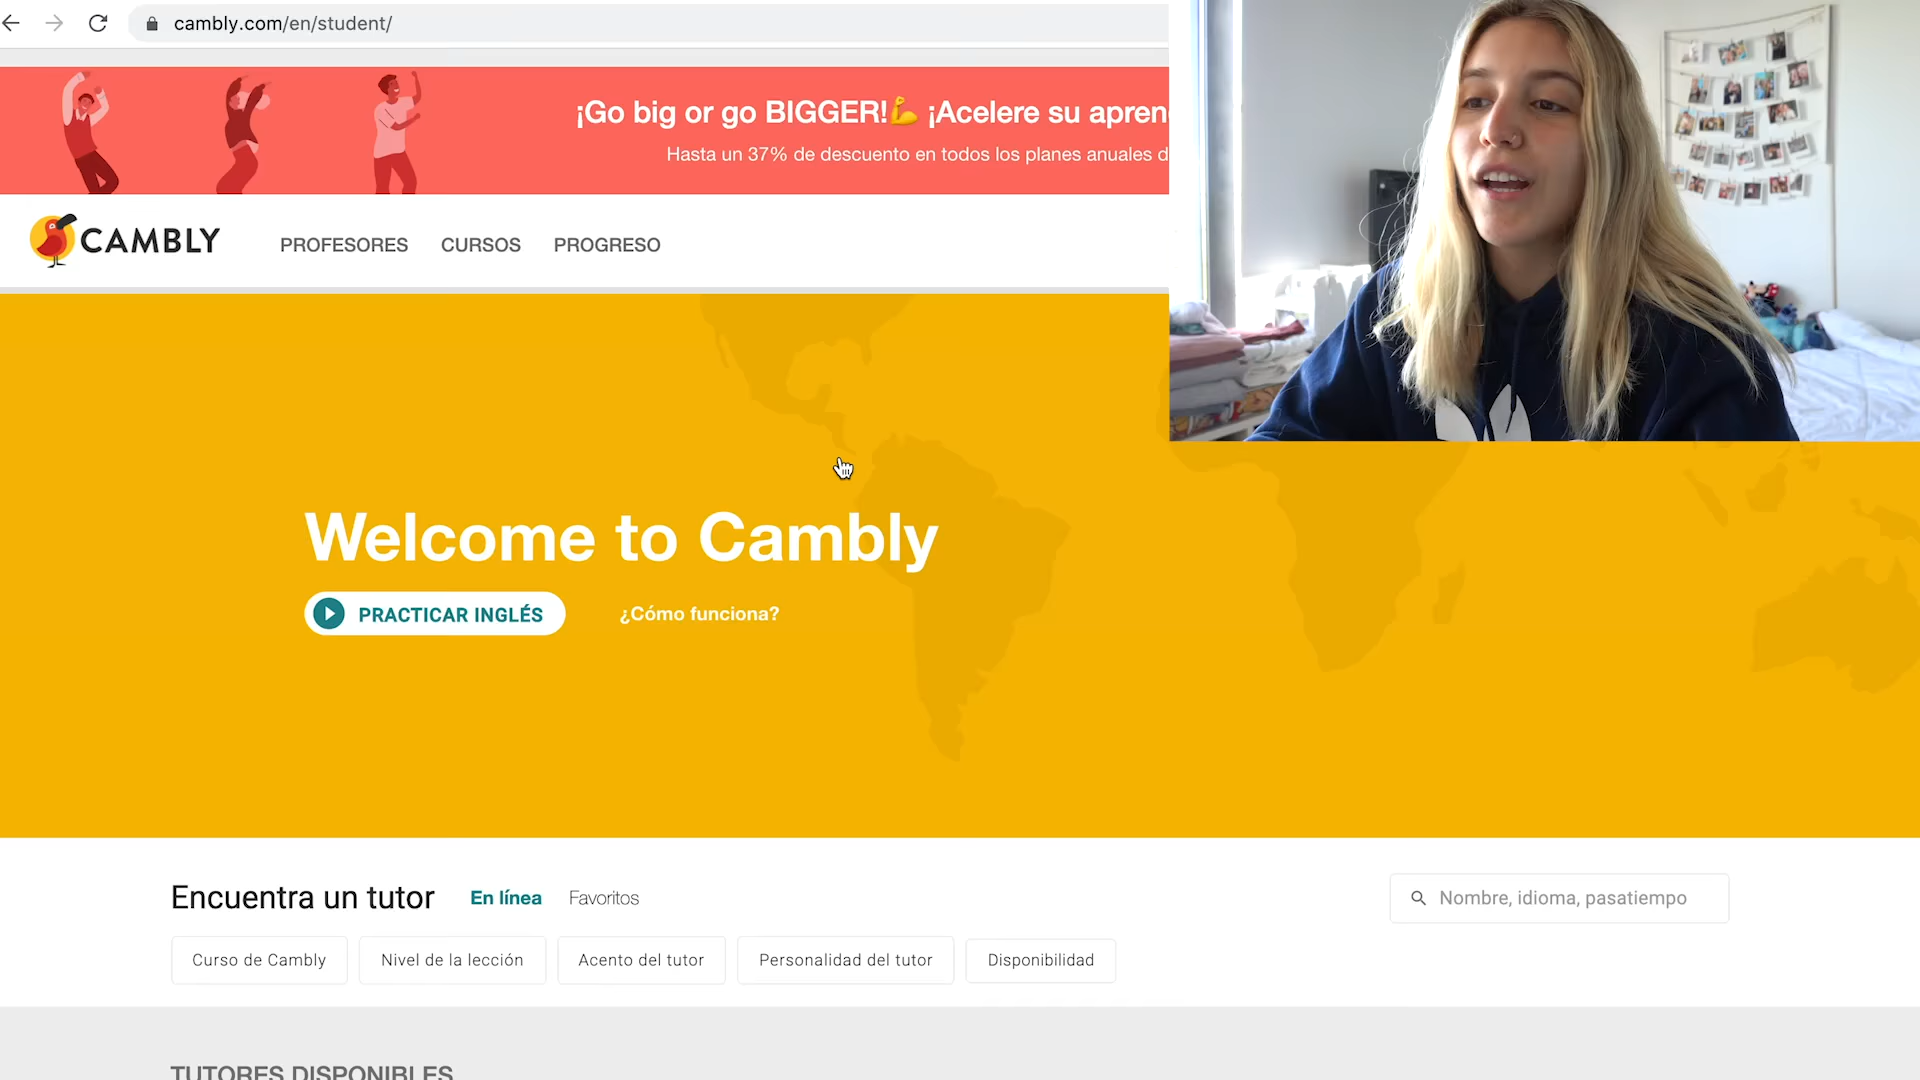 cambly.com/en/student/
¡Go big or go BIGGER!💪 ¡Acelere su apren
Hasta un 37% de descuento en todos los planes anuales d
CAMBLY
PROFESORES CURSOS PROGRESO
Welcome to Cambly
PRACTICAR INGLÉS ¿Cómo funciona?
Encuentra un tutor En línea Favoritos Nombre, idioma, pasatiempo
Curso de Cambly Nivel de la lección Acento del tutor Personalidad del tutor Disponibilidad
TUTORES DISPONIBLES